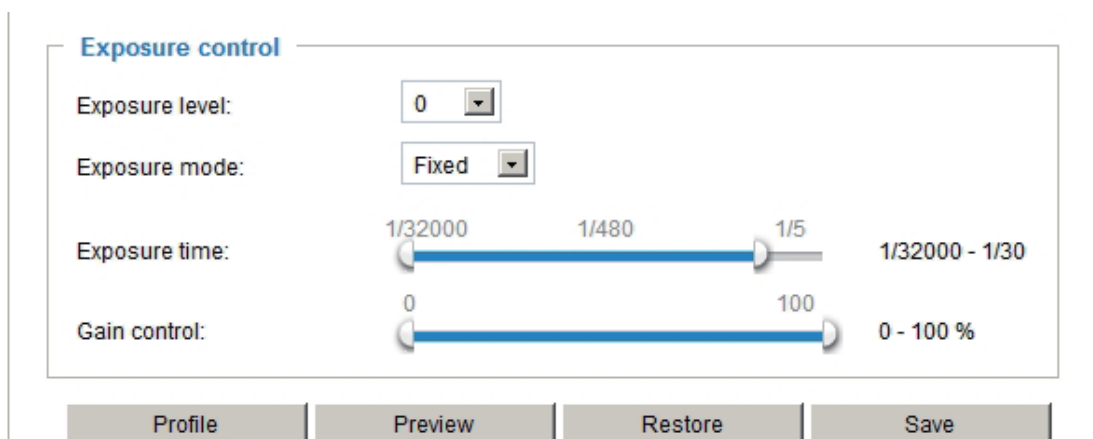 Exposure control
Exposure level: 0
Exposure mode: Fixed
1/32000 1/480 1/5
Exposure time: 1/32000 - 1/30
0 100
Gain control: 0 - 100 %
Profile Preview Restore Save